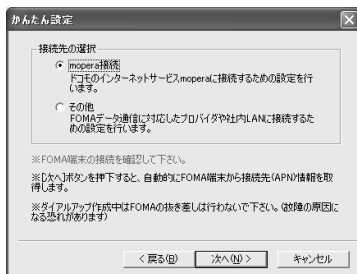 かんたん設定
接続先の選択
mopera接続
ドコモのインターネットサービスmoperaに接続するための設定を行
います。
その他
FOMAデータ通信に対応したプロバイダや社内LANに接続するた
めの設定を行います。
※FOMA端末の接続を確認して下さい。
※[次へ]ボタンを押下すると、自動的にFOMA端末から接続先(APN)情報を取
得します。
※ダイアルアップ作成中はFOMAの抜き差しは行わないで下さい。(故障の原因に
なる恐れがあります)
< 戻る(B)
次へ(N) >
キャンセル